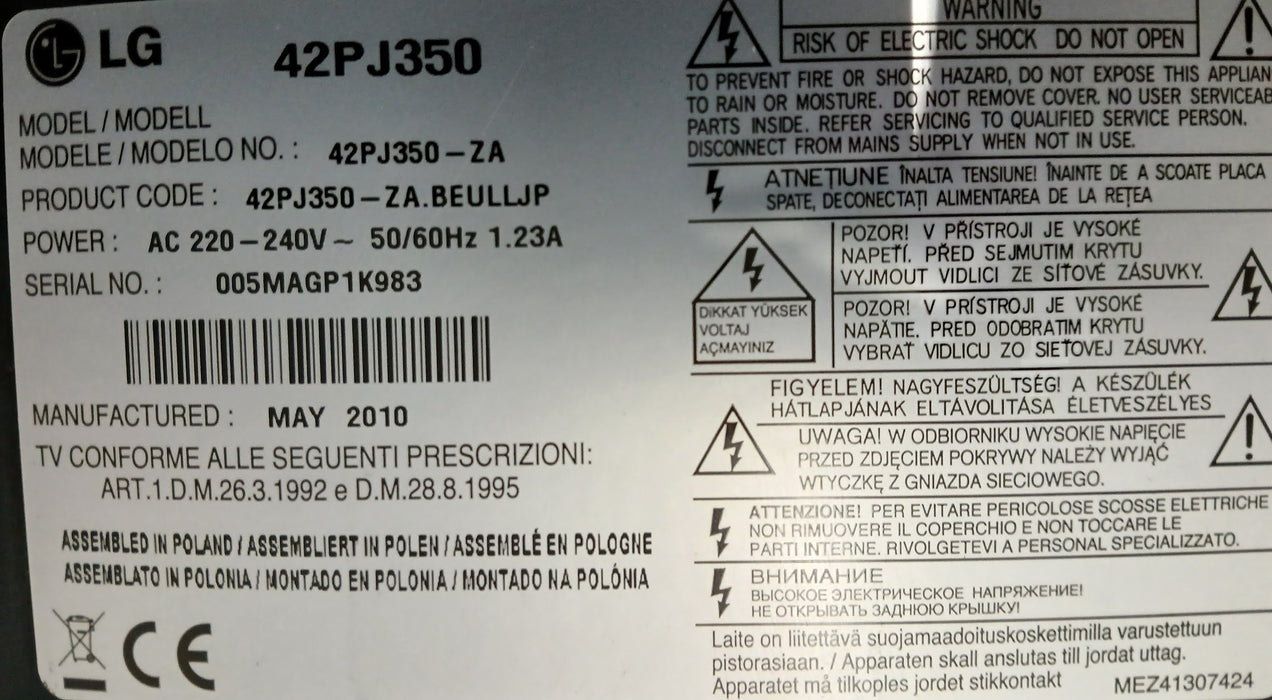 LG 42PJ350
MODEL / MODELL
MODELE / MODELO NO. : 42PJ350-ZA
PRODUCT CODE : 42PJ350-ZA.BEULLJP
POWER : AC 220-240V ~ 50/60Hz 1.23A
SERIAL NO. : 005MAGP1K983
MANUFACTURED : MAY 2010
TV CONFORME ALLE SEGUENTI PRESCRIZIONI:
ART.1.D.M.26.3.1992 e D.M.28.8.1995
ASSEMBLED IN POLAND / ASSEMBLIERT IN POLEN / ASSEMBLÉ EN POLOGNE
ASSEMBLATO IN POLONIA / MONTADO EN POLONIA / MONTADO NA POLÓNIA
CE
WARNING
RISK OF ELECTRIC SHOCK DO NOT OPEN
TO PREVENT FIRE OR SHOCK HAZARD, DO NOT EXPOSE THIS APPLIAN
TO RAIN OR MOISTURE. DO NOT REMOVE COVER. NO USER SERVICEAB
PARTS INSIDE. REFER SERVICING TO QUALIFIED SERVICE PERSON.
DISCONNECT FROM MAINS SUPPLY WHEN NOT IN USE.
ATNEȚIUNE ÎNALTA TENSIUNE! ÎNAINTE DE A SCOATE PLACA
SPATE, DECONECTAȚI ALIMENTAREA DE LA REȚEA
DİKKAT YÜKSEK
VOLTAJ
AÇMAYINIZ
POZOR! V PŘÍSTROJI JE VYSOKÉ
NAPETÍ. PŘED SEJMUTIM KRYTU
VYJMOUT VIDLICI ZE SÍŤOVÉ ZÁSUVKY.
POZOR! V PRÍSTROJI JE VYSOKÉ
NAPÄTIE. PRED ODOBRATIM KRYTU
VYBRAŤ VIDLICU ZO SIEŤOVEJ ZÁSUVKY.
FIGYELEM! NAGYFESZÜLTSÉG! A KÉSZÜLÉK
HÁTLAPJÁNAK ELTÁVOLITÁSA ÉLETVESZÉLYES
UWAGA! W ODBIORNIKU WYSOKIE NAPIĘCIE
PRZED ZDJĘCIEM POKRYWY NALEŻY WYJĄĆ
WTYCZKĘ Z GNIAZDA SIECIOWEGO.
ATTENZIONE! PER EVITARE PERICOLOSE SCOSSE ELETTRICHE
NON RIMUOVERE IL COPERCHIO E NON TOCCARE LE
PARTI INTERNE. RIVOLGETEVI A PERSONAL SPECIALIZZATO.
ВНИМАНИЕ
ВЫСОКОЕ ЭЛЕКТРИЧЕСКОЕ НАПРЯЖЕНИЕ!
НЕ ОТКРЫВАТЬ ЗАДНЮЮ КРЫШКУ!
Laite on liitettävä suojamaadoituskoskettimilla varustettuun
pistorasiaan. / Apparaten skall anslutas till jordat uttag.
Apparatet må tilkoples jordet stikkontakt MEZ41307424